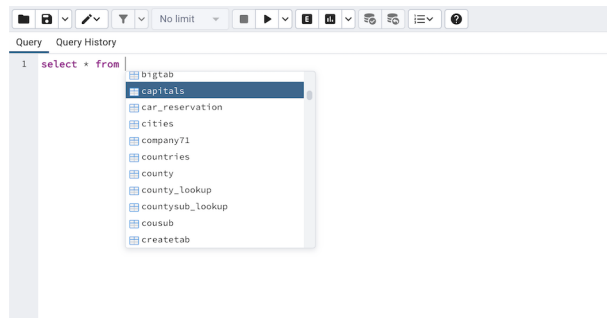 No limit
E
Query Query History
1 select * from
bigtab
capitals
car_reservation
cities
company71
countries
county
county_lookup
countysub_lookup
cousub
createtab